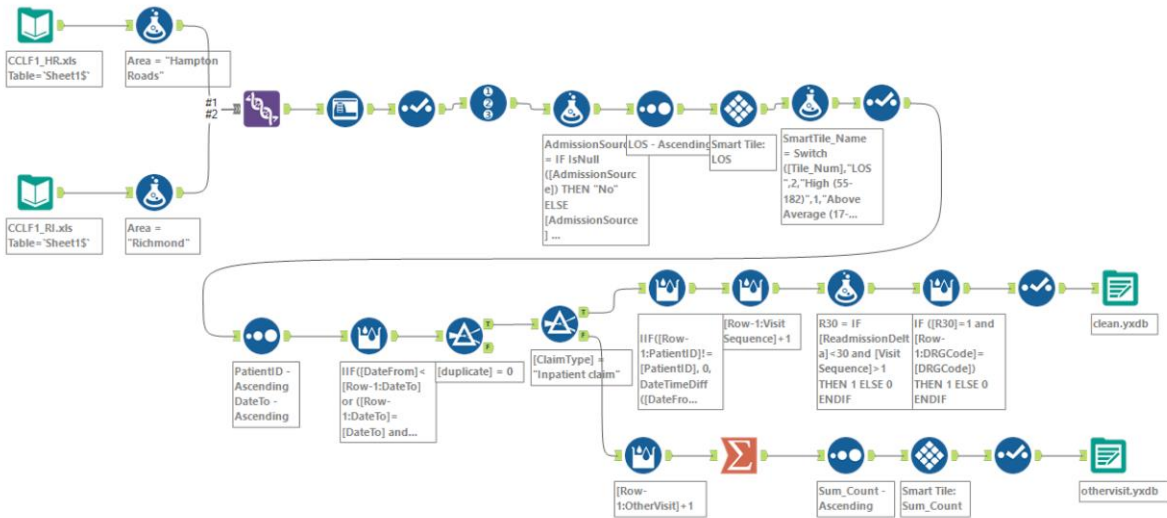 CCLF1_HR.xls
Table=`Sheet1$`
Area = "Hampton
Roads"
#1
#2
1
2
3
CCLF1_RI.xls
Table=`Sheet1$`
Area =
"Richmond"
AdmissionSourc
= IF IsNull
([AdmissionSourc
e]) THEN "No"
ELSE
[AdmissionSource
] ...
LOS - Ascending
Smart Tile:
LOS
SmartTile_Name
= Switch
([Tile_Num],"LOS
",2,"High (55-
182)",1,"Above
Average (17-...
PatientID -
Ascending
DateTo -
Ascending
IIF([DateFrom]<
[Row-1:DateTo]
or ([Row-
1:DateTo]=
[DateTo] and...
T
F
[duplicate] = 0
T
F
[ClaimType] =
"Inpatient claim"
IIF([Row-
1:PatientID]!=
[PatientID], 0,
DateTimeDiff
([DateFro...
[Row-1:Visit
Sequence]+1
R30 = IF
[ReadmissionDelt
a]<30 and [Visit
Sequence]>1
THEN 1 ELSE 0
ENDIF
IF ([R30]=1 and
[Row-
1:DRGCode]=
[DRGCode])
THEN 1 ELSE 0
ENDIF
clean.yxdb
[Row-
1:OtherVisit]+1
Sum_Count -
Ascending
Smart Tile:
Sum_Count
othervisit.yxdb